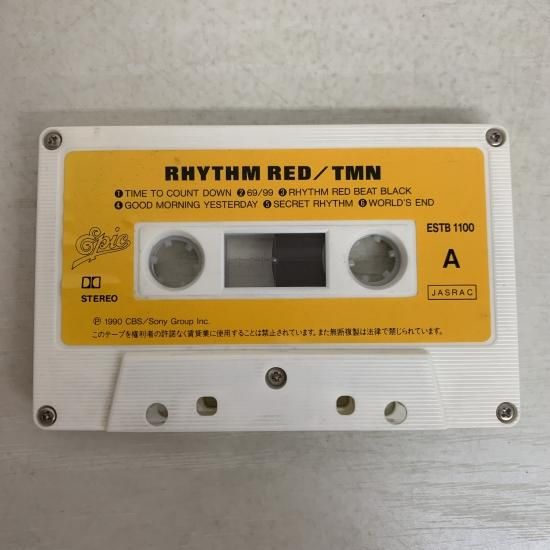 RHYTHM RED/TMN
❶TIME TO COUNT DOWN ❷69/99 ❸RHYTHM RED BEAT BLACK
❹GOOD MORNING YESTERDAY ❺SECRET RHYTHM ❻WORLD'S END
Epic
ESTB 1100
A
STEREO
JASRAC
Ⓟ 1990 CBS/Sony Group Inc.
このテープを権利者の許諾なく賃貸業に使用することは禁止されています。また無断複製は法律で禁じられています。